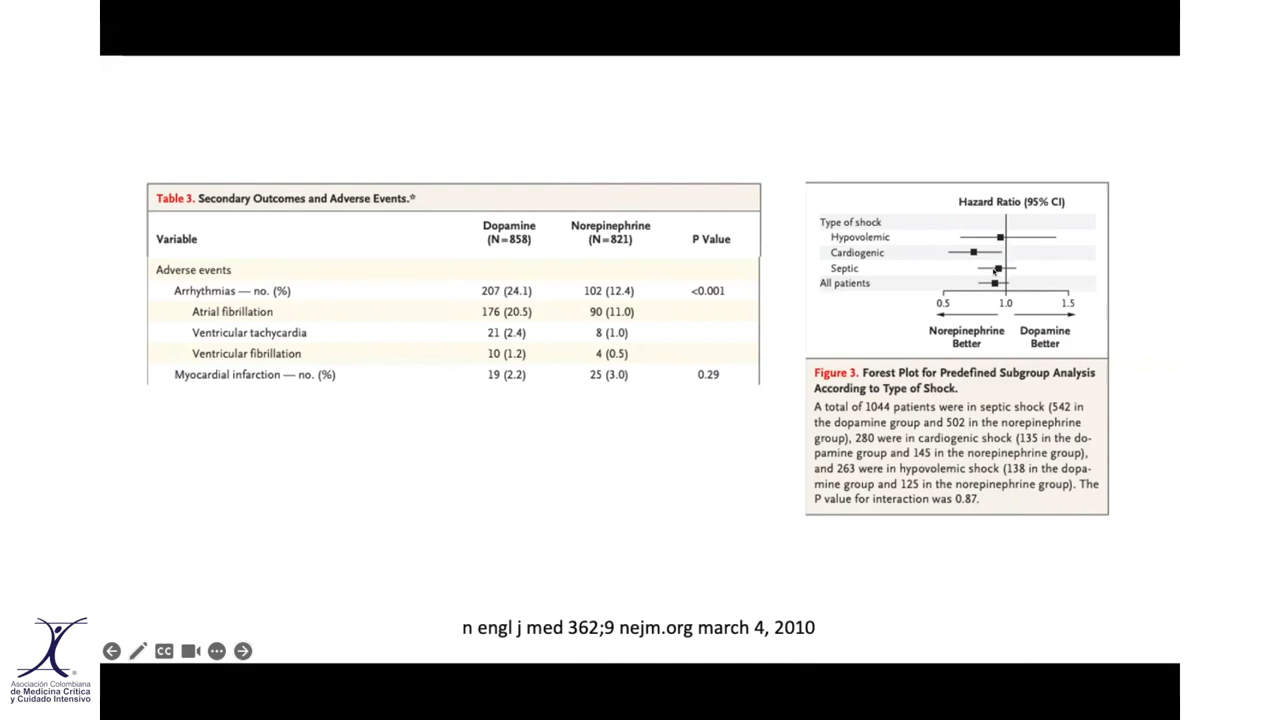 Table 3. Secondary Outcomes and Adverse Events.*
Variable Dopamine (N=858) Norepinephrine (N=821) P Value
Adverse events
Arrhythmias — no. (%) 207 (24.1) 102 (12.4) <0.001
Atrial fibrillation 176 (20.5) 90 (11.0)
Ventricular tachycardia 21 (2.4) 8 (1.0)
Ventricular fibrillation 10 (1.2) 4 (0.5)
Myocardial infarction — no. (%) 19 (2.2) 25 (3.0) 0.29
Hazard Ratio (95% CI)
Type of shock
Hypovolemic
Cardiogenic
Septic
All patients
0.5 1.0 1.5
Norepinephrine Dopamine
Better Better
Figure 3. Forest Plot for Predefined Subgroup Analysis
According to Type of Shock.
A total of 1044 patients were in septic shock (542 in
the dopamine group and 502 in the norepinephrine
group), 280 were in cardiogenic shock (135 in the do-
pamine group and 145 in the norepinephrine group),
and 263 were in hypovolemic shock (138 in the dopa-
mine group and 125 in the norepinephrine group). The
P value for interaction was 0.87.
n engl j med 362;9 nejm.org march 4, 2010
CC
Asociación Colombiana
de Medicina Crítica
y Cuidado Intensivo